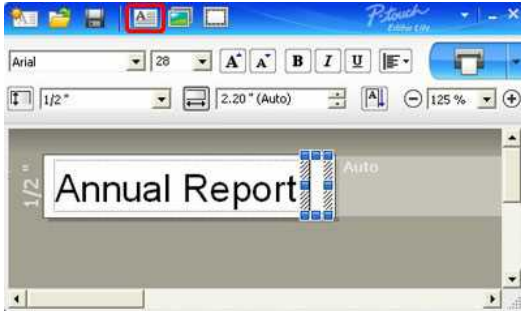 A
P-touch
Editor Lite
Arial
28
A A B I U
1/2 "
2.20 " (Auto)
A
125 %
1/2 "
Annual Report
Auto